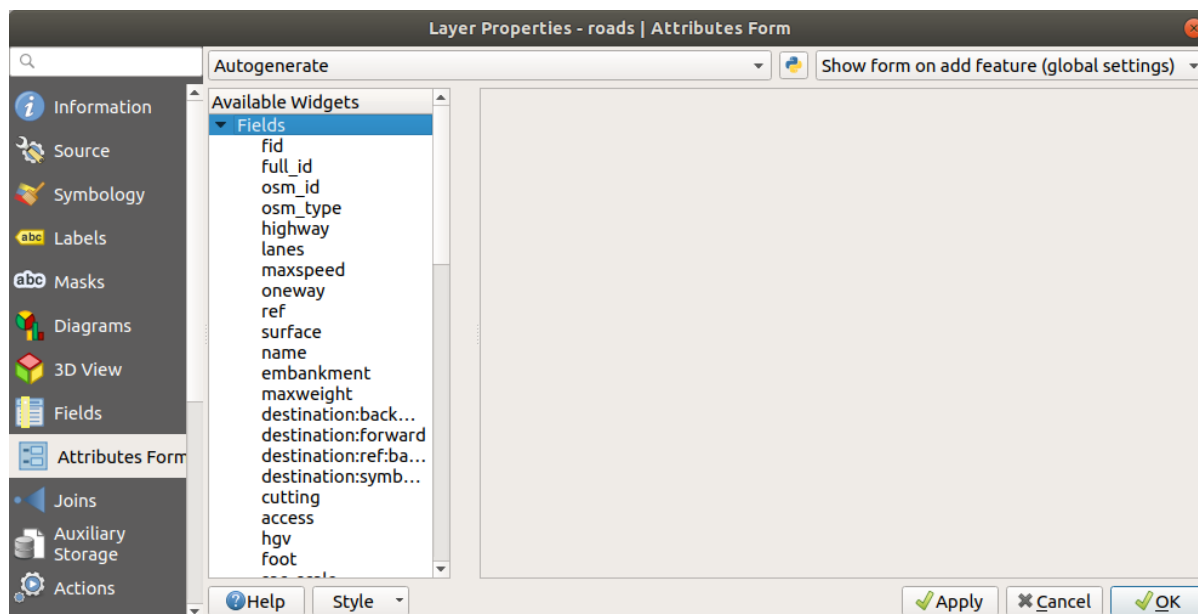 Layer Properties - roads | Attributes Form
Autogenerate
Show form on add feature (global settings)
Information
Source
Symbology
abc Labels
abc Masks
Diagrams
3D View
Fields
Attributes Form
Joins
Auxiliary
Storage
Actions
Available Widgets
Fields
fid
full_id
osm_id
osm_type
highway
lanes
maxspeed
oneway
ref
surface
name
embankment
maxweight
destination:back...
destination:forward
destination:ref:ba...
destination:symb...
cutting
access
hgv
foot
Help
Style
Apply
Cancel
OK